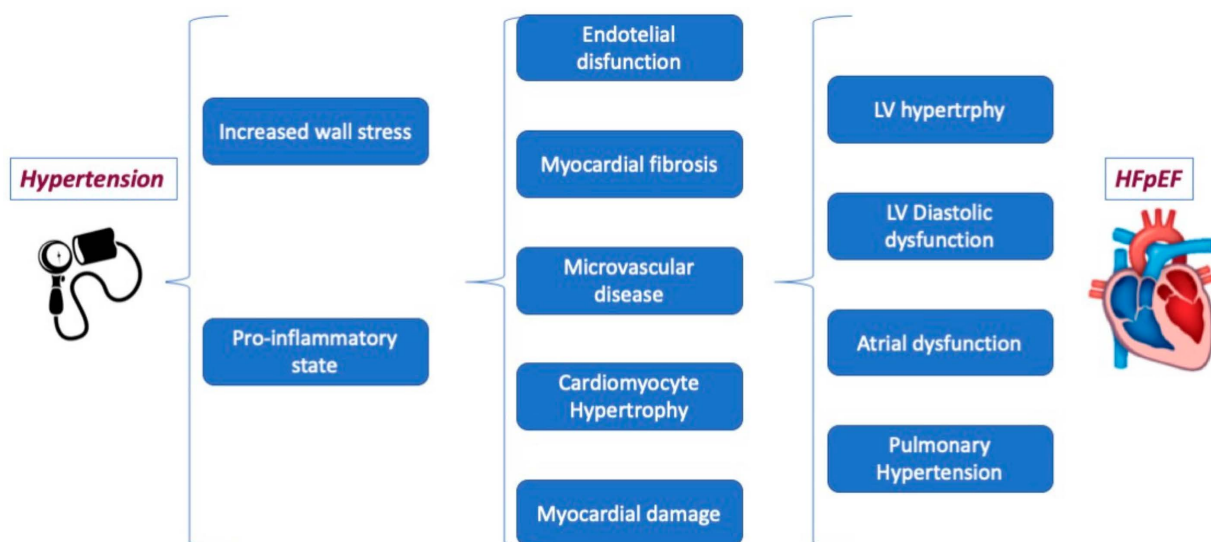 Hypertension
Increased wall stress
Pro-inflammatory
state
Endotelial
disfunction
Myocardial fibrosis
Microvascular
disease
Cardiomyocyte
Hypertrophy
Myocardial damage
LV hypertrphy
LV Diastolic
dysfunction
Atrial dysfunction
Pulmonary
Hypertension
HFpEF